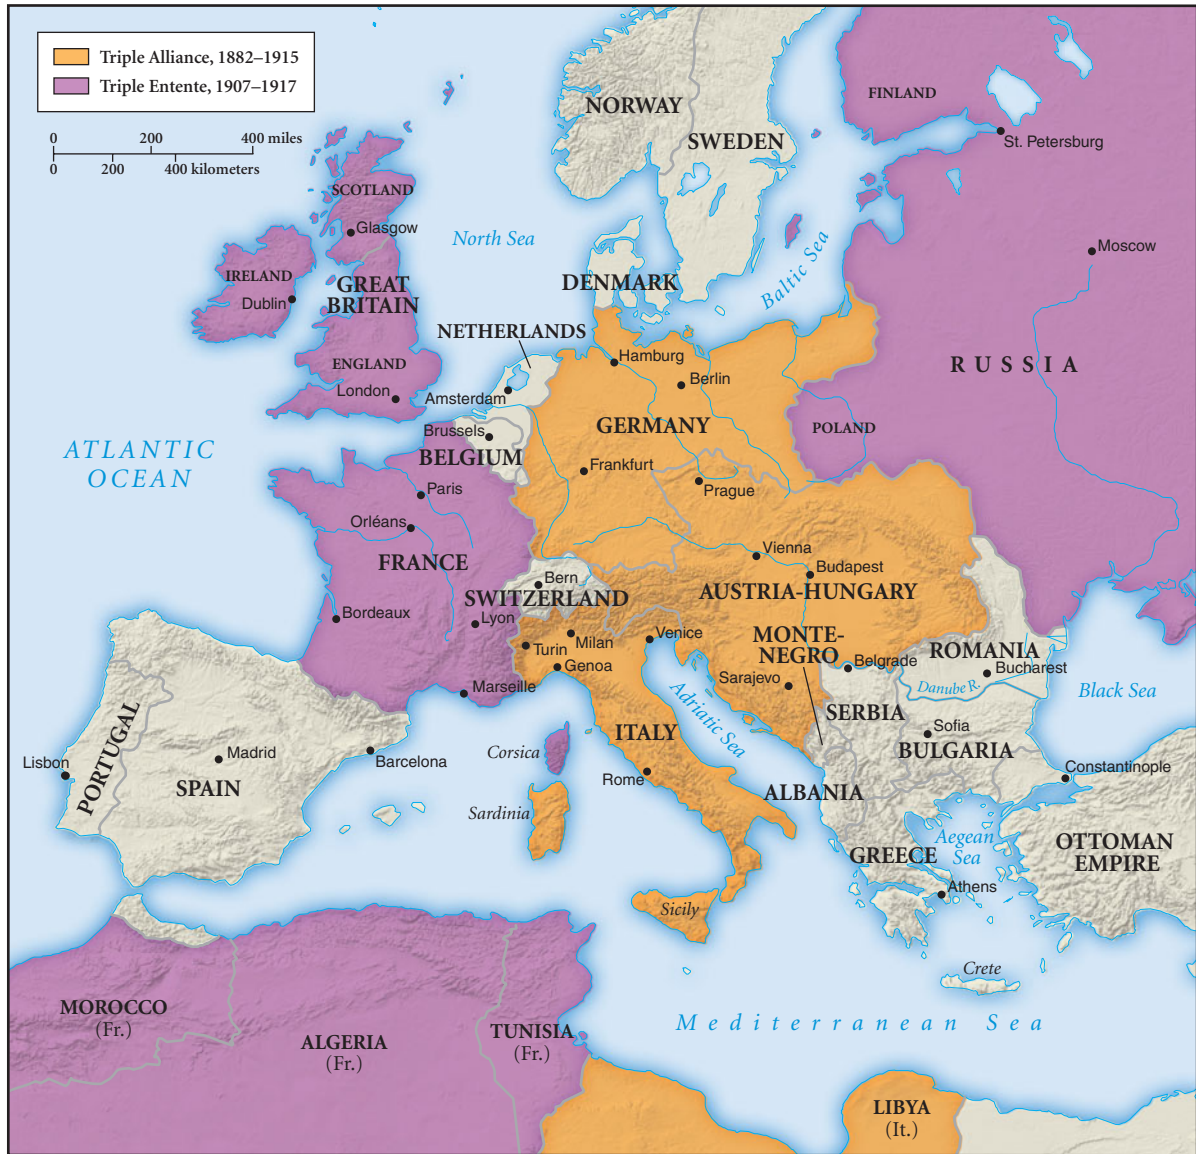 Triple Alliance, 1882–1915
Triple Entente, 1907–1917
0 200 400 miles
0 200 400 kilometers
NORWAY
SWEDEN
FINLAND
St. Petersburg
SCOTLAND
Glasgow
North Sea
Moscow
IRELAND
Dublin
GREAT
BRITAIN
DENMARK
Baltic Sea
NETHERLANDS
ENGLAND
London
Hamburg
Berlin
RUSSIA
Amsterdam
Brussels
BELGIUM
GERMANY
POLAND
ATLANTIC
OCEAN
Frankfurt
Prague
Paris
Orléans
FRANCE
Vienna
Budapest
AUSTRIA-HUNGARY
Bern
SWITZERLAND
Bordeaux
Lyon
Turin
Milan
Genoa
Venice
MONTE-
NEGRO
Belgrade
ROMANIA
Bucharest
Danube R.
Black Sea
Marseille
Sarajevo
Adriatic Sea
SERBIA
Sofia
BULGARIA
ITALY
Corsica
PORTUGAL
Lisbon
Madrid
SPAIN
Barcelona
Rome
Sardinia
ALBANIA
Constantinople
GREECE
Aegean
Sea
OTTOMAN
EMPIRE
Athens
Sicily
Crete
MOROCCO
(Fr.)
ALGERIA
(Fr.)
TUNISIA
(Fr.)
Mediterranean Sea
LIBYA
(It.)